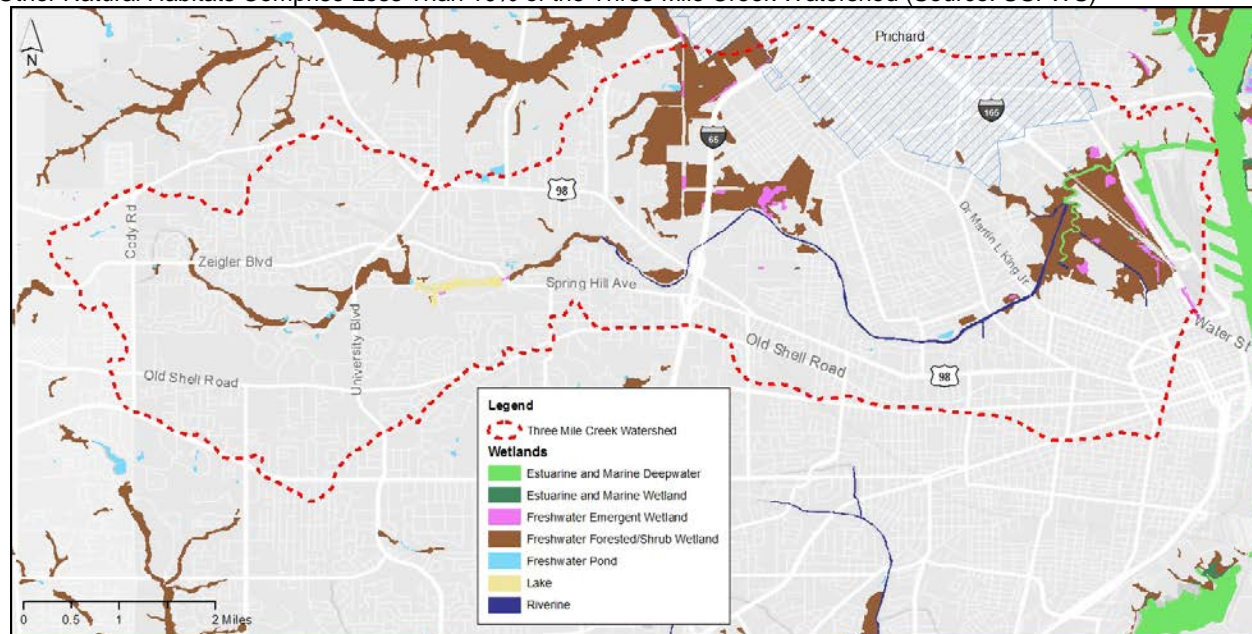 Other Natural Habitats Comprise Less Than 10% of the Three Mile Creek Watershed (Source: USFWS)
N
Prichard
165
65
98
Cody Rd
Zeigler Blvd
Dr Martin L King Jr
Spring Hill Ave
University Blvd
Water St
Old Shell Road
Old Shell Road
98
Legend
Three Mile Creek Watershed
Wetlands
Estuarine and Marine Deepwater
Estuarine and Marine Wetland
Freshwater Emergent Wetland
Freshwater Forested/Shrub Wetland
Freshwater Pond
Lake
Riverine
0 0.5 1 2 Miles